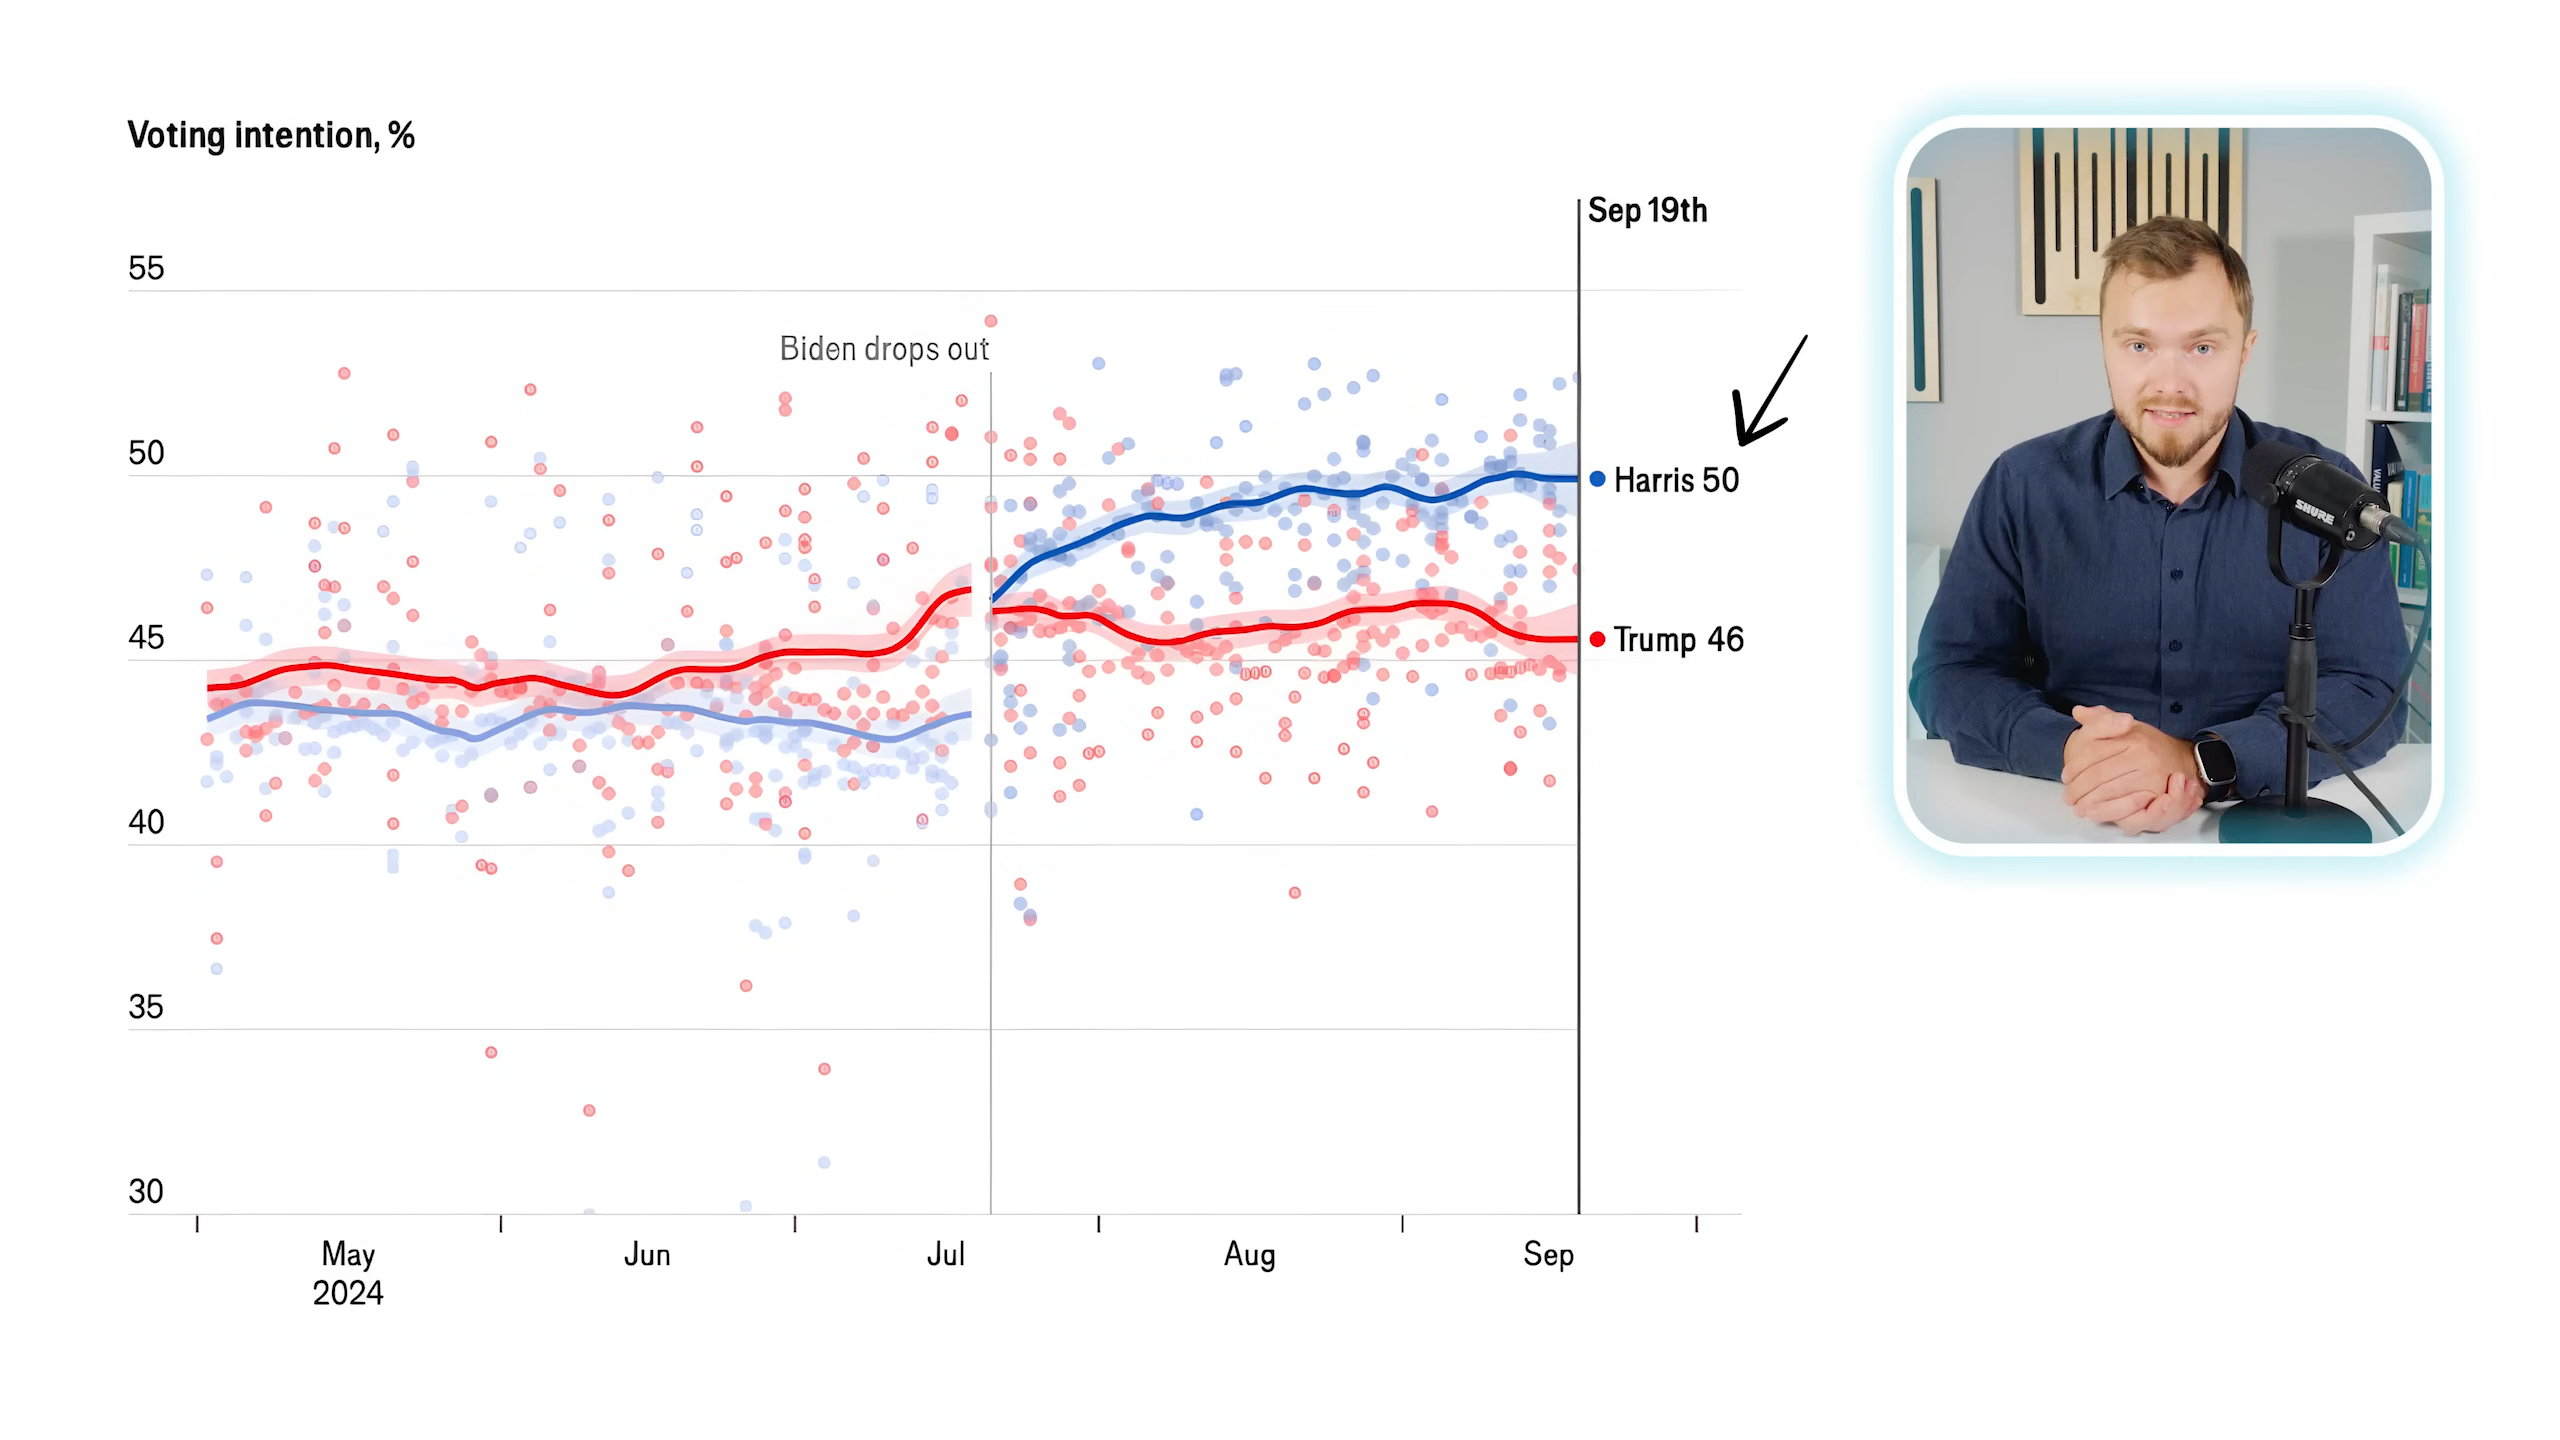 Voting intention, %
Sep 19th
55
Biden drops out
50
Harris 50
45
Trump 46
40
35
30
May
2024
Jun
Jul
Aug
Sep
SHURE